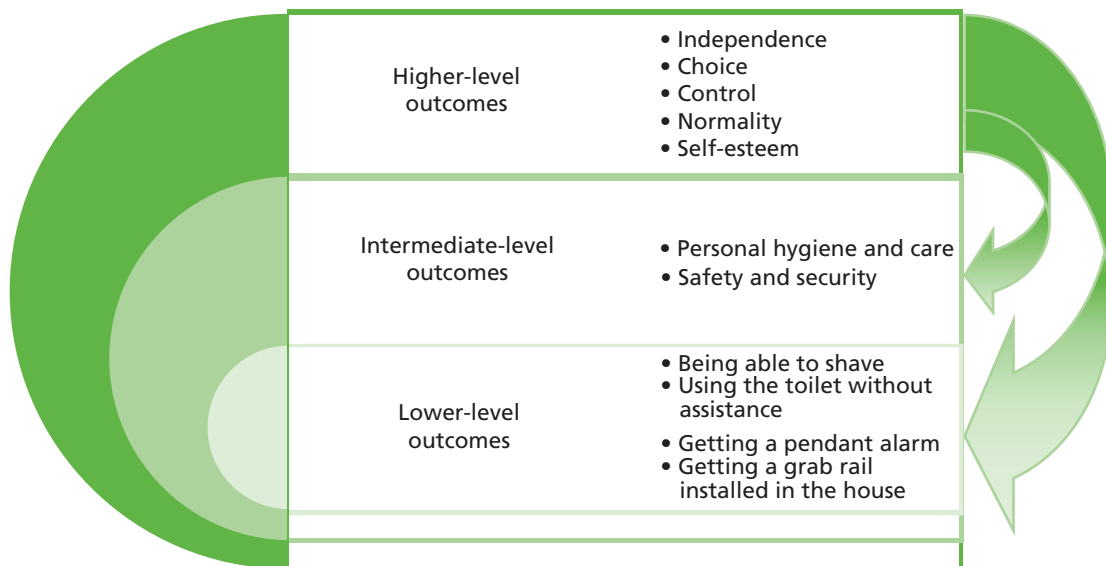 Higher-level
outcomes
• Independence
• Choice
• Control
• Normality
• Self-esteem
Intermediate-level
outcomes
• Personal hygiene and care
• Safety and security
Lower-level
outcomes
• Being able to shave
• Using the toilet without
assistance
• Getting a pendant alarm
• Getting a grab rail
installed in the house